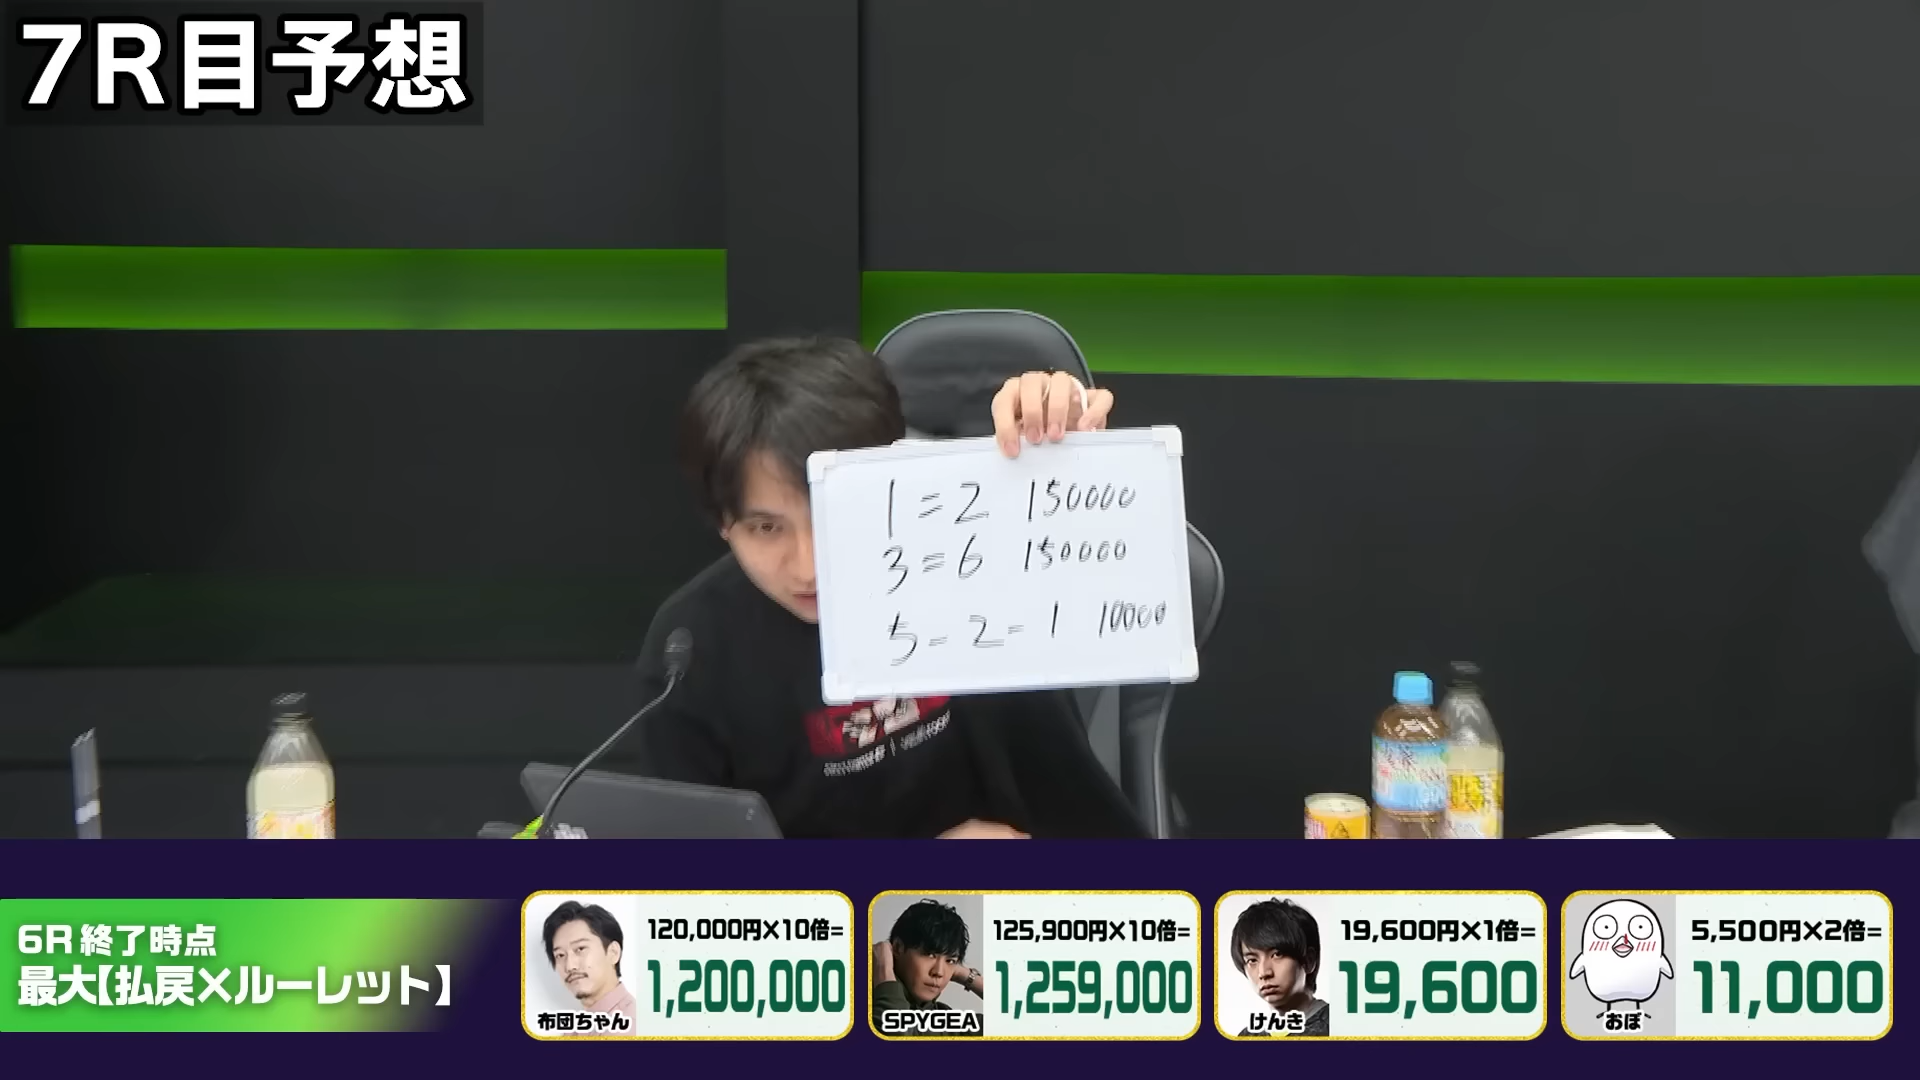 7R目予想
1=2 150000
3=6 150000
5=2=1 10000
6R終了時点
最大【払戻×ルーレット】
120,000円×10倍=
1,200,000
布団ちゃん
125,900円×10倍=
1,259,000
SPYGEA
19,600円×1倍=
19,600
けんき
5,500円×2倍=
11,000
おぼ